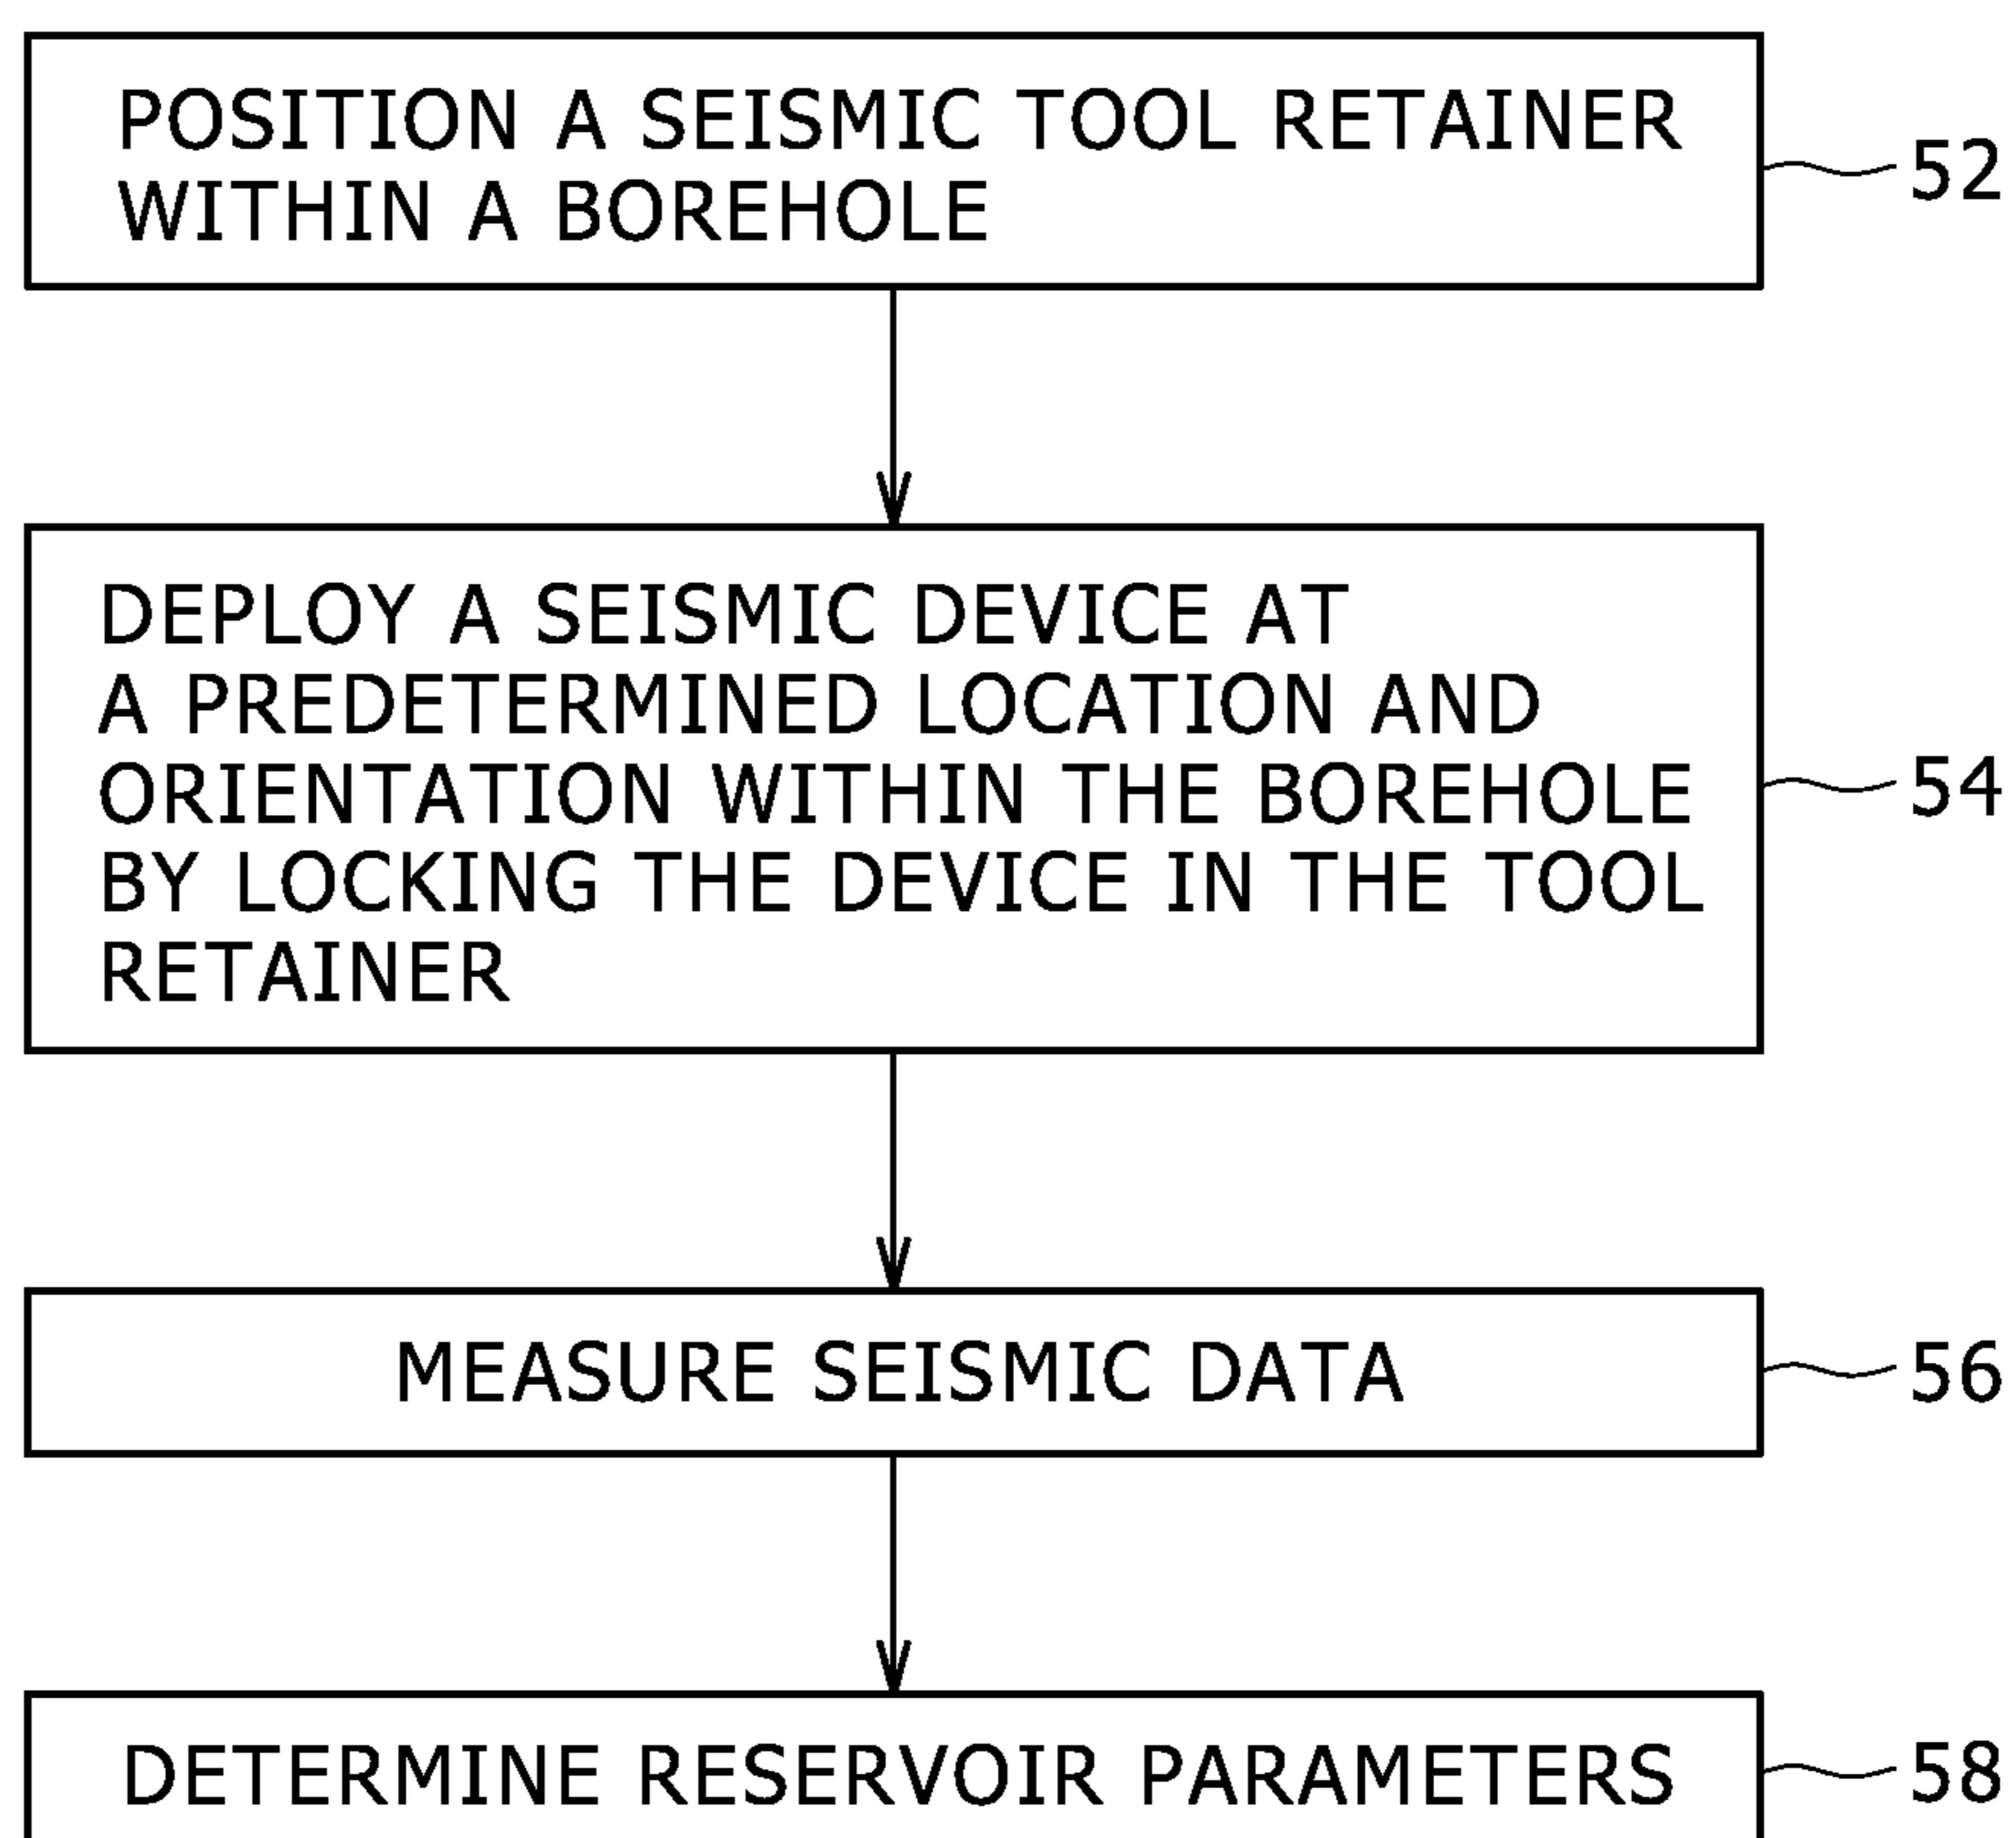 POSITION A SEISMIC TOOL RETAINER
WITHIN A BOREHOLE
52
DEPLOY A SEISMIC DEVICE AT
A PREDETERMINED LOCATION AND
ORIENTATION WITHIN THE BOREHOLE
BY LOCKING THE DEVICE IN THE TOOL
RETAINER
54
MEASURE SEISMIC DATA
56
DETERMINE RESERVOIR PARAMETERS
58